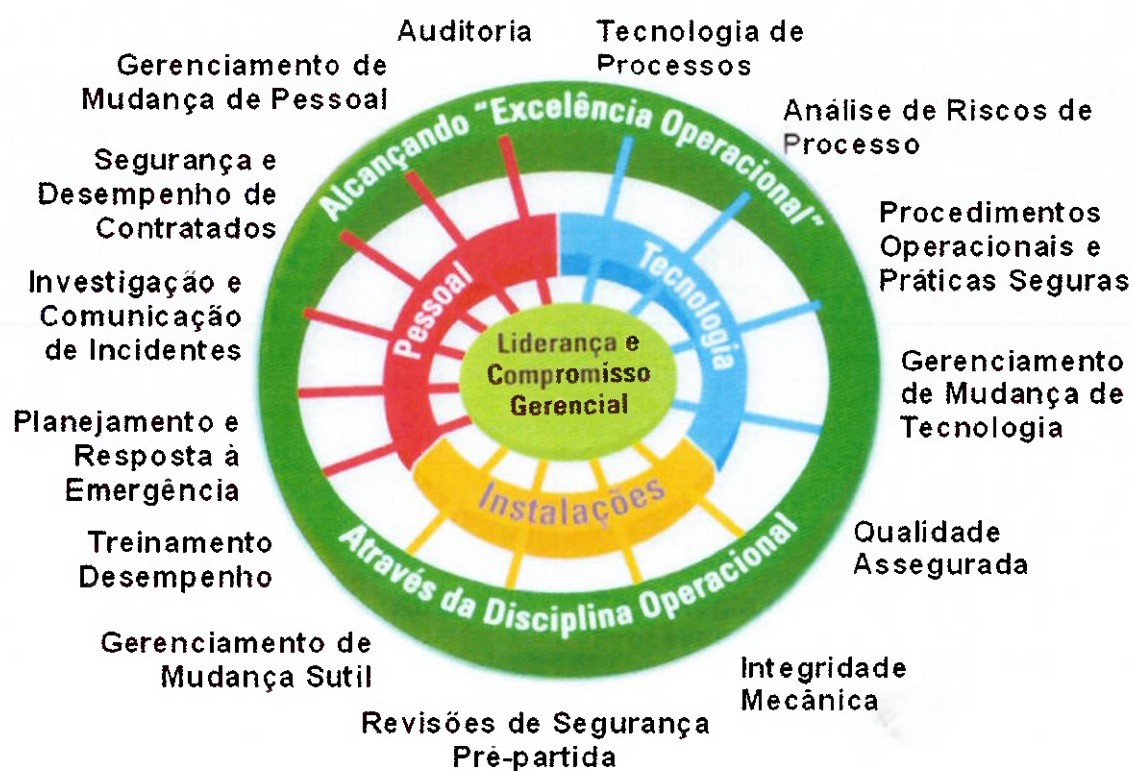 Auditoria
Tecnologia de
Processos
Gerenciamento de
Mudança de Pessoal
Análise de Riscos de
Processo
Segurança e
Desempenho de
Contratados
Procedimentos
Operacionais e
Práticas Seguras
Investigação e
Comunicação
de Incidentes
Gerenciamento
de Mudança de
Tecnologia
Planejamento e
Resposta à
Emergência
Qualidade
Assegurada
Treinamento
Desempenho
Integridade
Mecânica
Gerenciamento de
Mudança Sutil
Revisões de Segurança
Pré-partida
Alcançando "Excelência Operacional"
Através da Disciplina Operacional
Pessoal
Tecnologia
Instalações
Liderança e
Compromisso
Gerencial